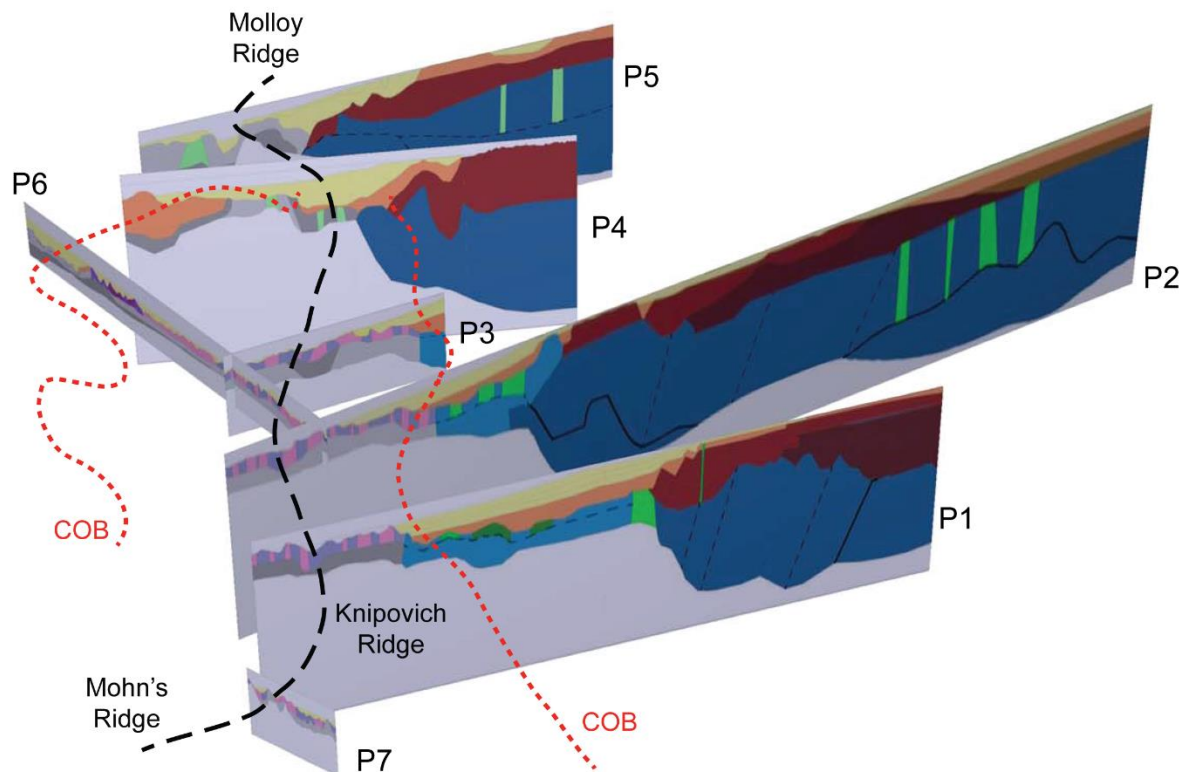 Molloy
Ridge
P5
P6
P4
P2
P3
COB
P1
Knipovich
Ridge
Mohn's
Ridge
COB
P7